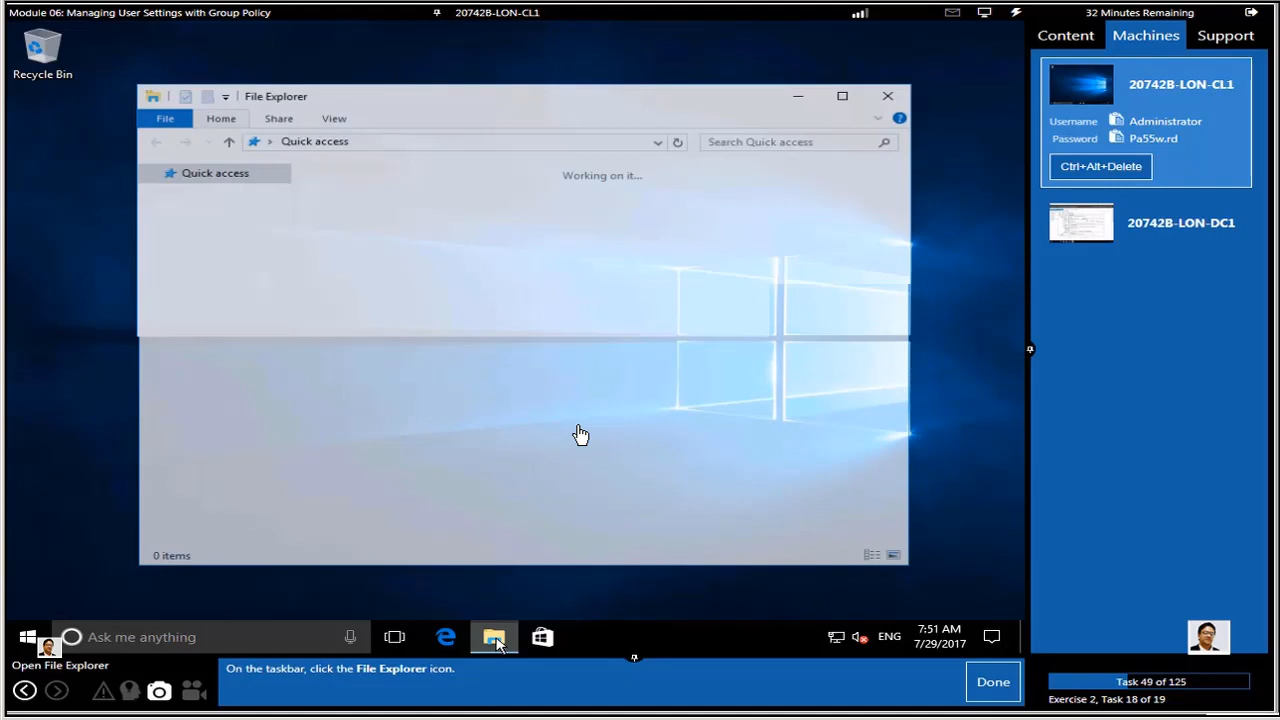 Module 06: Managing User Settings with Group Policy
20742B-LON-CL1
32 Minutes Remaining
Content Machines Support
Recycle Bin
File Explorer
File Home Share View
Quick access
Search Quick access
Quick access
Working on it...
0 items
20742B-LON-CL1
Username Administrator
Password Pa55w.rd
Ctrl+Alt+Delete
20742B-LON-DC1
Ask me anything
ENG
7:51 AM
7/29/2017
Open File Explorer
On the taskbar, click the File Explorer icon.
Done
Task 49 of 125
Exercise 2, Task 18 of 19